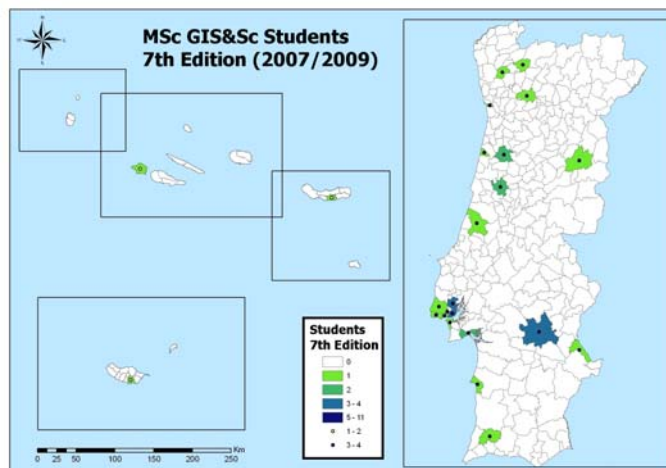 MSc GIS&Sc Students
7th Edition (2007/2009)
Students
7th Edition
0
1
2
3 - 4
5 - 11
1 - 2
3 - 4
Km
0 25 50 100 150 200 250